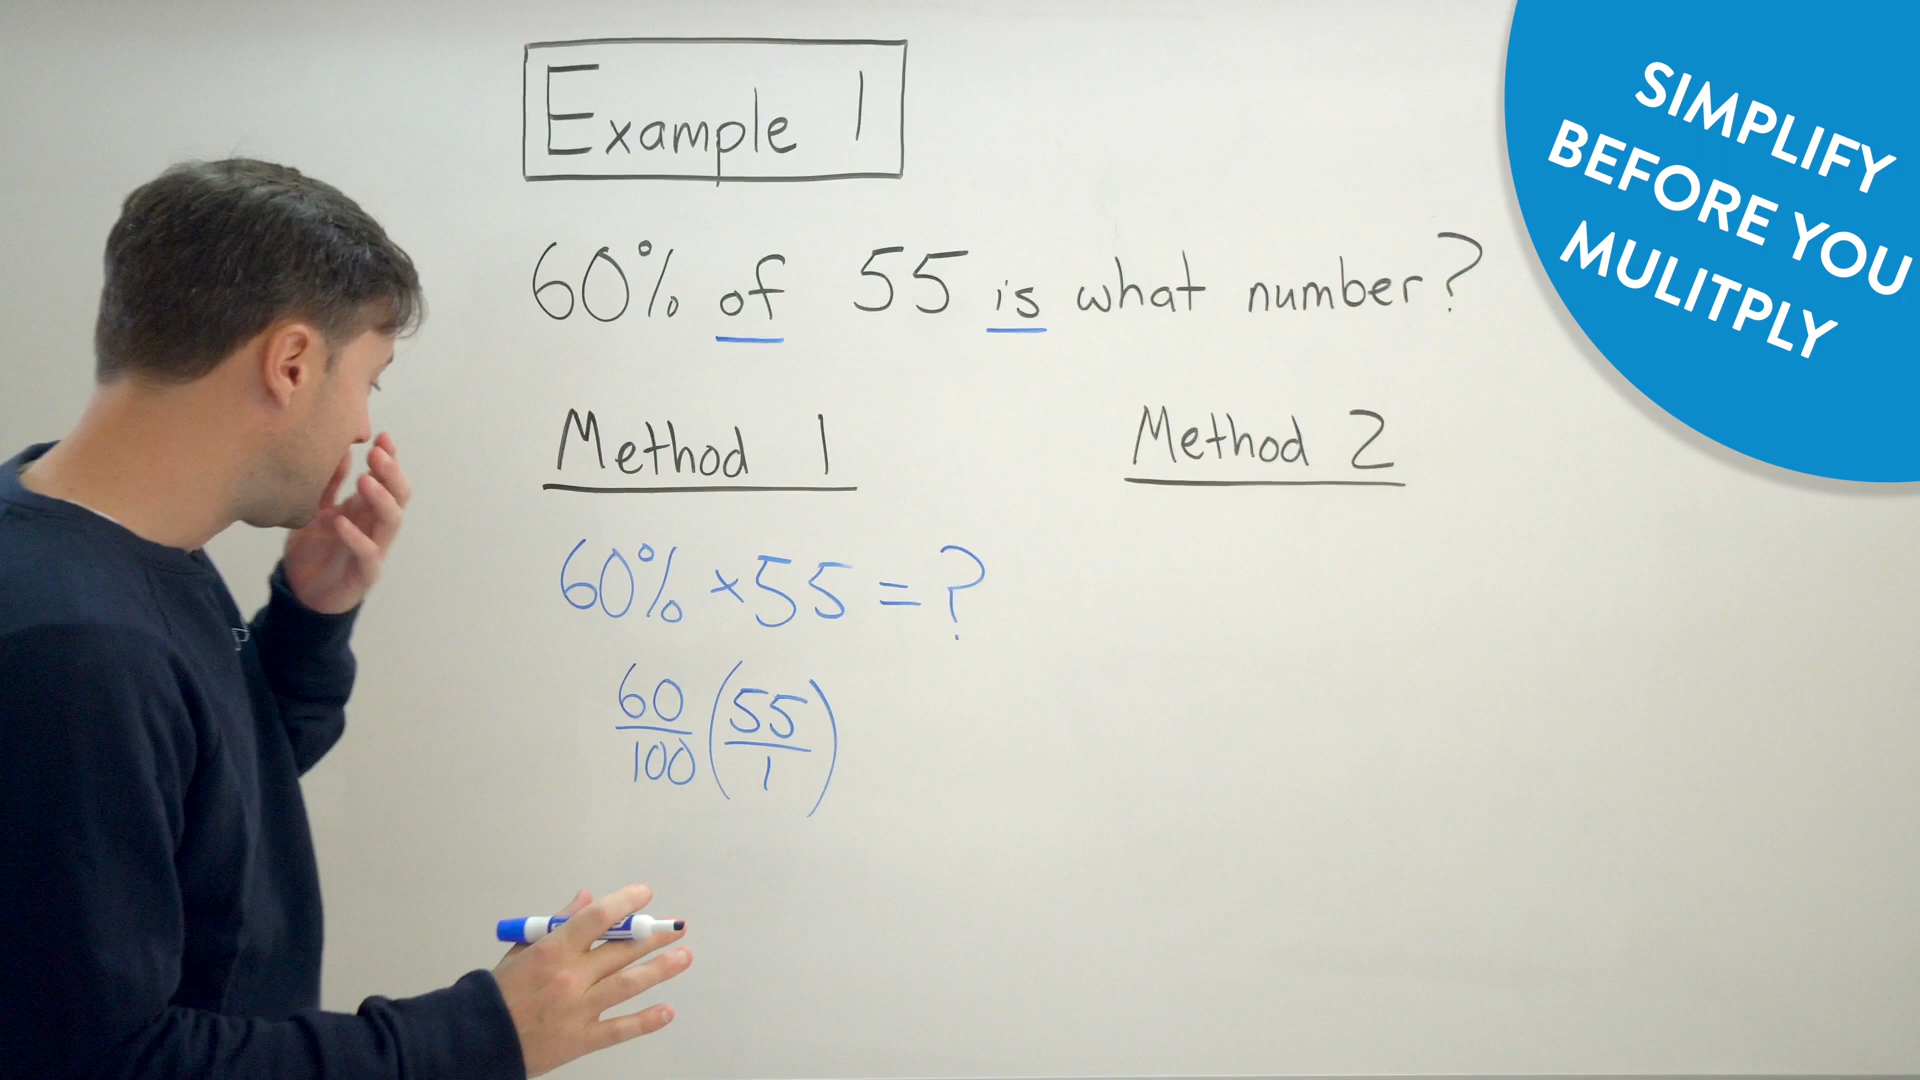 Example 1
60% of 55 is what number?
Method 1
60% × 55 = ?
60/100 (55/1)
Method 2
SIMPLIFY
BEFORE YOU
MULITPLY